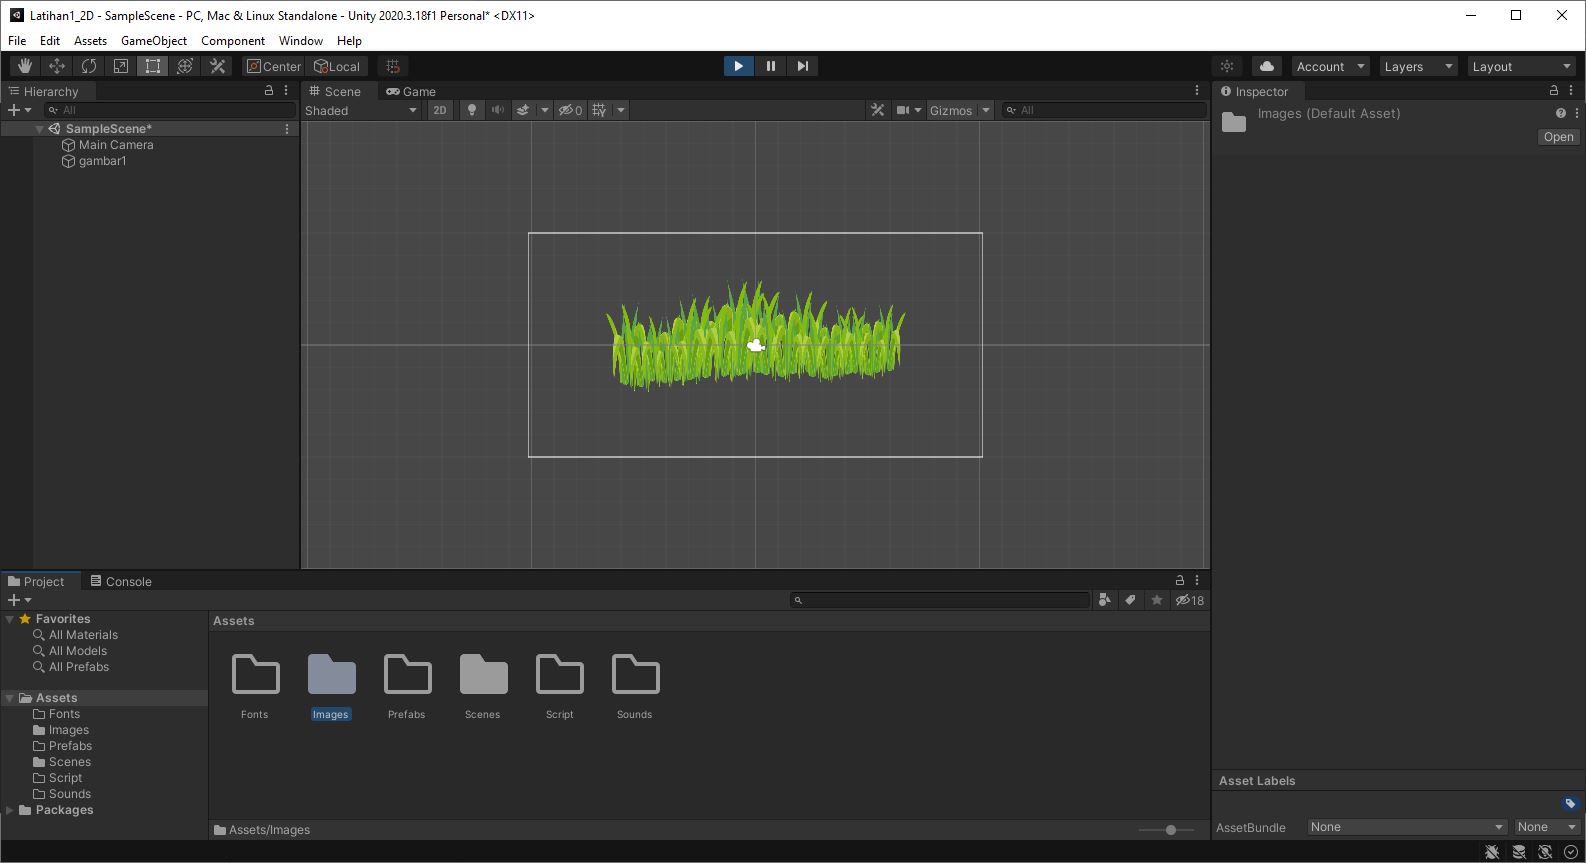 Latihan1_2D - SampleScene - PC, Mac & Linux Standalone - Unity 2020.3.18f1 Personal* <DX11>
File Edit Assets GameObject Component Window Help
Center Local Account Layers Layout
Hierarchy
All
SampleScene*
Main Camera
gambar1
Scene Game
Shaded 2D 0 Gizmos All
Inspector
Images (Default Asset)
Open
Project Console
18
Favorites
All Materials
All Models
All Prefabs
Assets
Fonts
Images
Prefabs
Scenes
Script
Sounds
Packages
Assets
Fonts Images Prefabs Scenes Script Sounds
Assets/Images
Asset Labels
AssetBundle None None